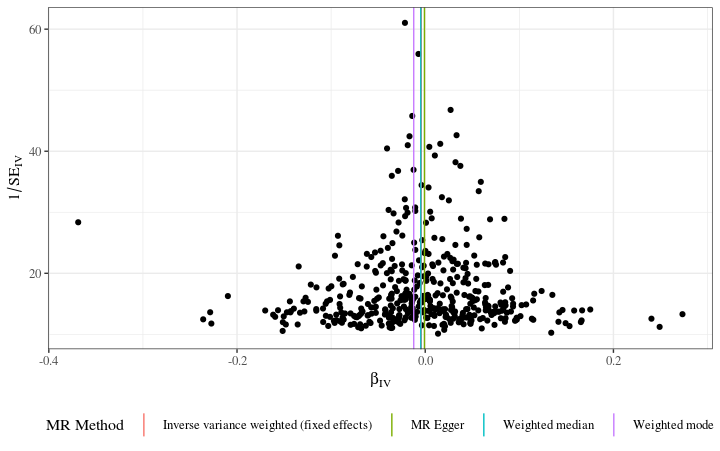 60
40
20
1/SE_IV
-0.4
-0.2
0.0
0.2
β_IV
MR Method
Inverse variance weighted (fixed effects)
MR Egger
Weighted median
Weighted mode